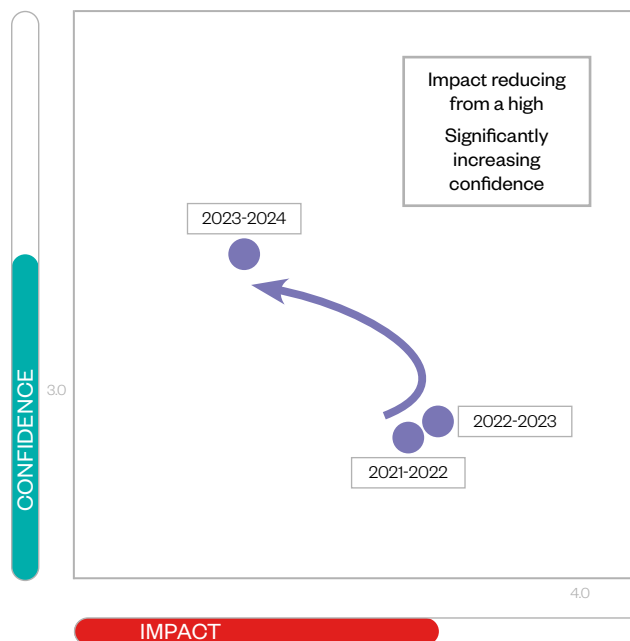 Impact reducing
from a high
Significantly
increasing
confidence
2023-2024
CONFIDENCE
3.0
2022-2023
2021-2022
4.0
IMPACT